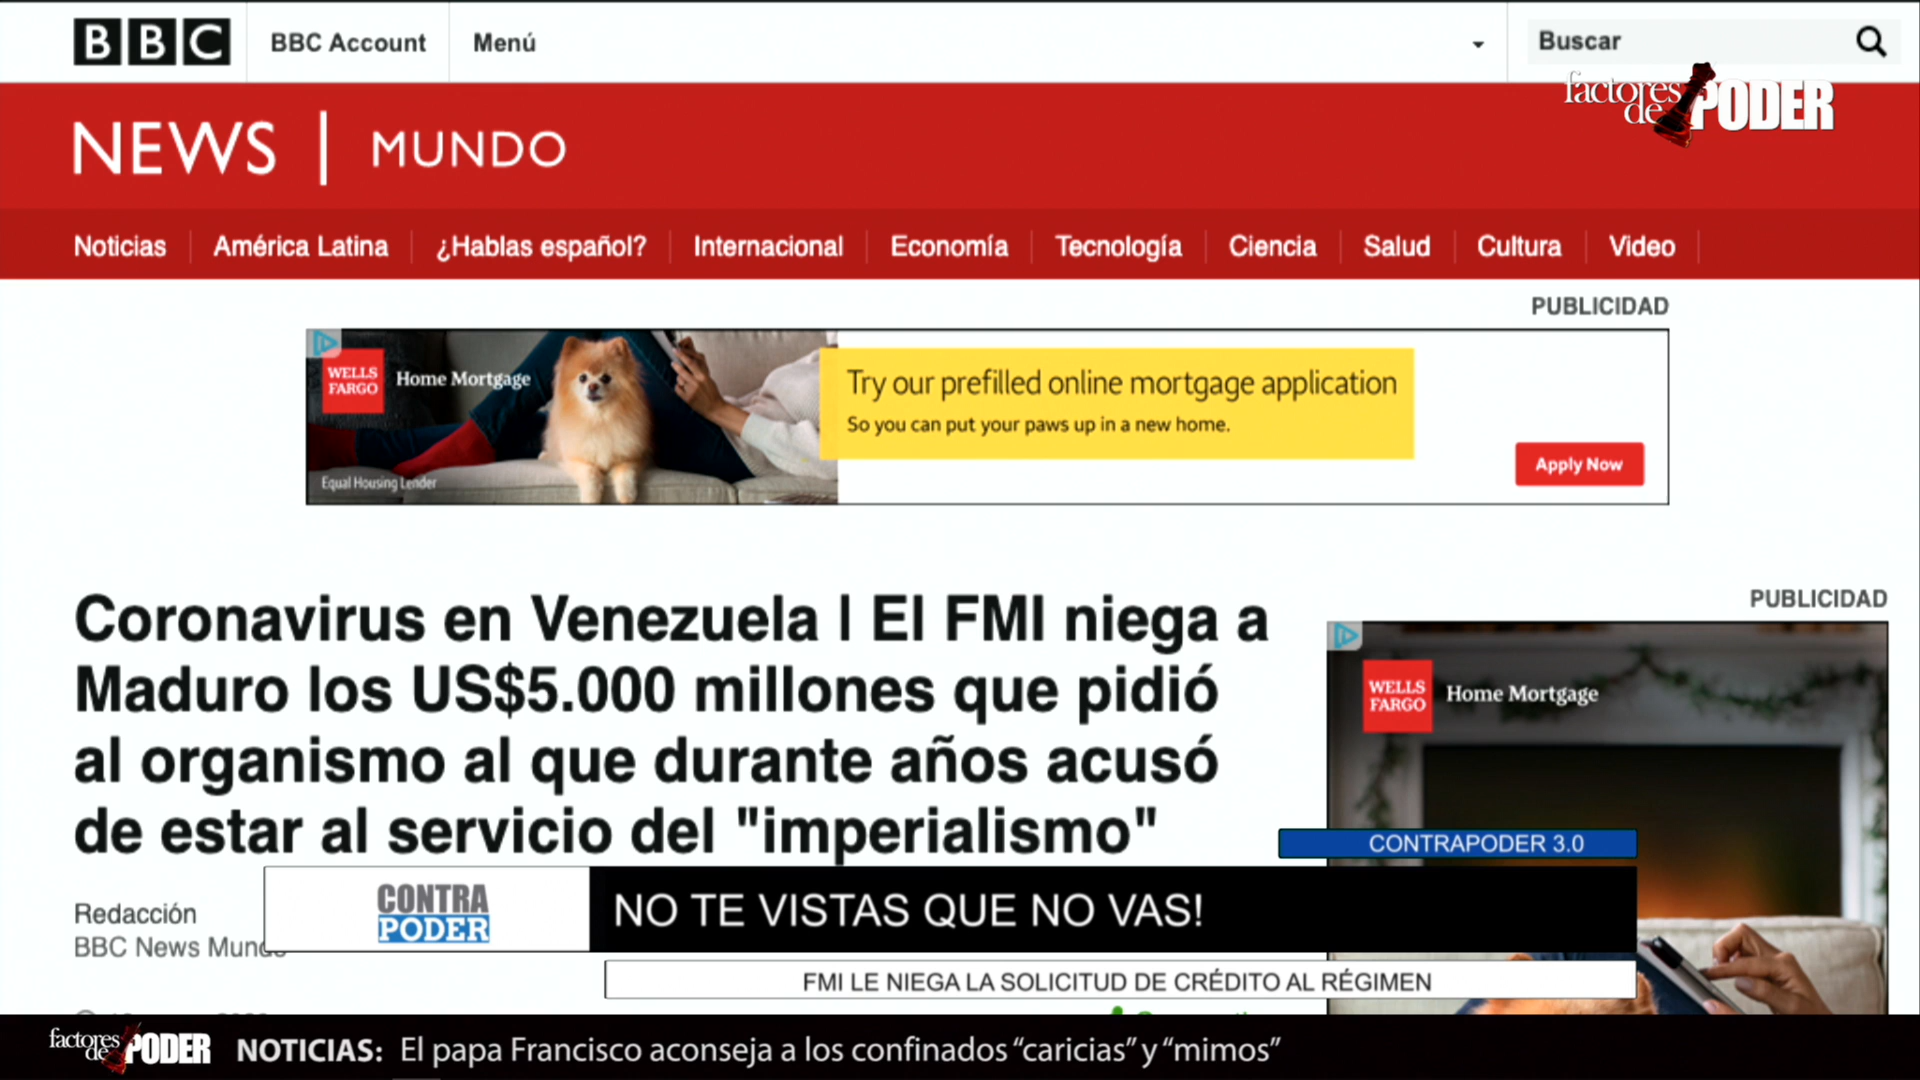 BBC
BBC Account
Menú
Buscar
factores de PODER
NEWS | MUNDO
Noticias
América Latina
¿Hablas español?
Internacional
Economía
Tecnología
Ciencia
Salud
Cultura
Video
PUBLICIDAD
WELLS FARGO
Home Mortgage
Equal Housing Lender
Try our prefilled online mortgage application
So you can put your paws up in a new home.
Apply Now
Coronavirus en Venezuela | El FMI niega a
Maduro los US$5.000 millones que pidió
al organismo al que durante años acusó
de estar al servicio del "imperialismo"
PUBLICIDAD
WELLS FARGO
Home Mortgage
Redacción
BBC News Mundo
CONTRAPODER 3.0
CONTRA PODER
NO TE VISTAS QUE NO VAS!
FMI LE NIEGA LA SOLICITUD DE CRÉDITO AL RÉGIMEN
factores de PODER
NOTICIAS: El papa Francisco aconseja a los confinados “caricias” y “mimos”